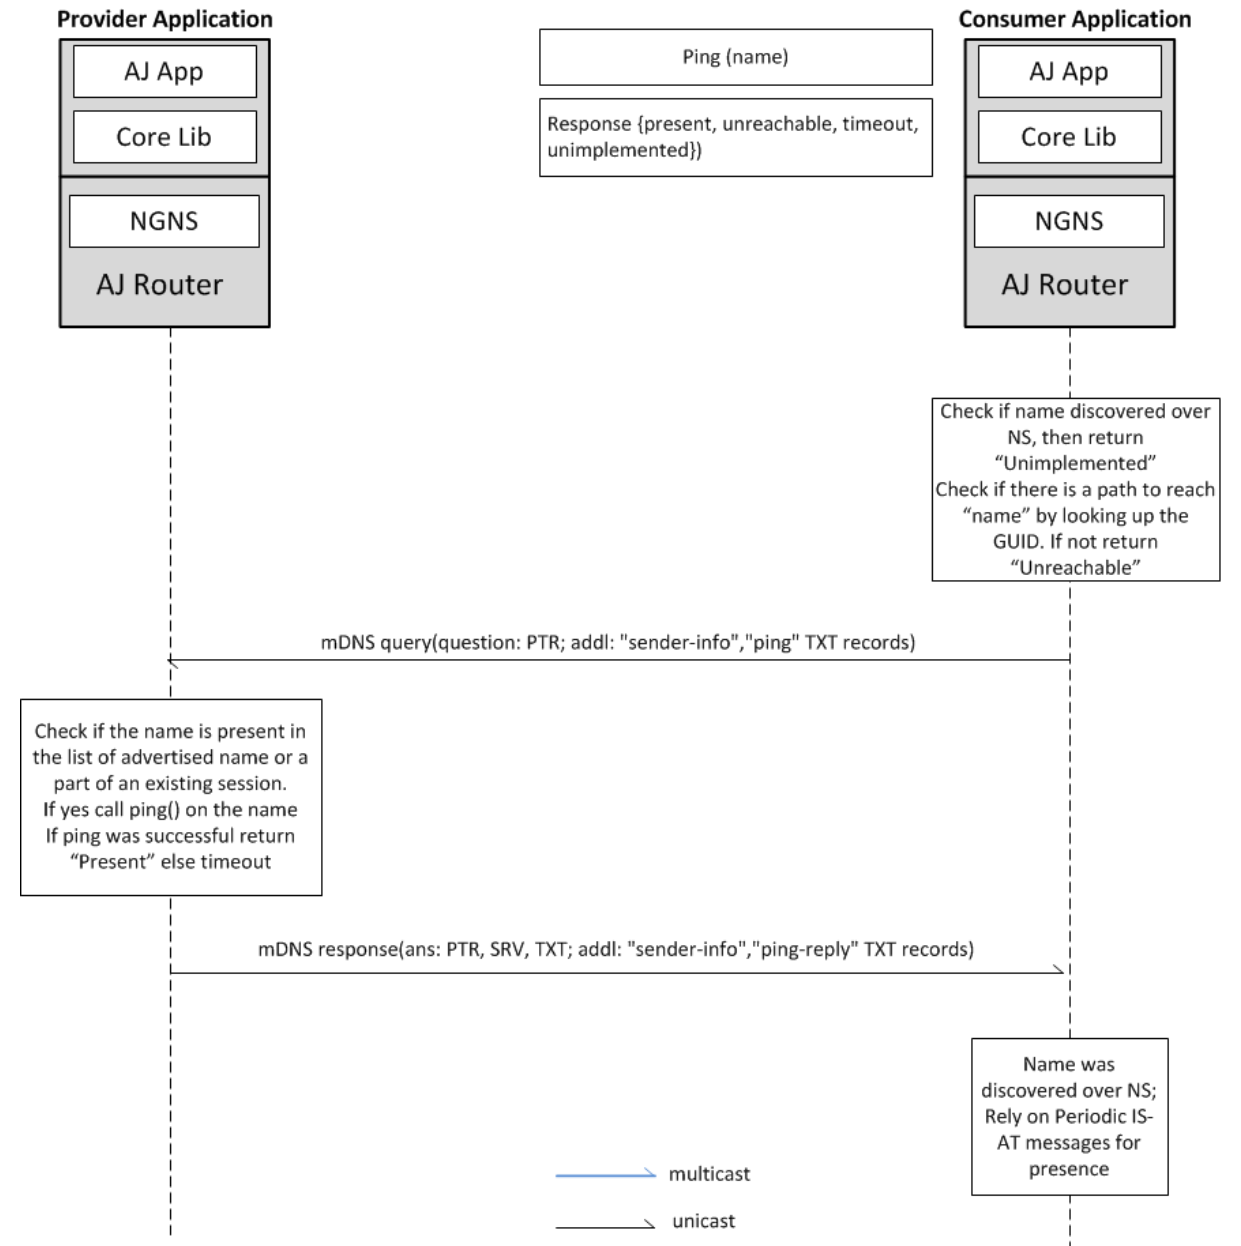 Provider Application
Consumer Application
AJ App
Core Lib
NGNS
AJ Router
Ping (name)
Response {present, unreachable, timeout,
unimplemented})
AJ App
Core Lib
NGNS
AJ Router
Check if name discovered over
NS, then return
“Unimplemented”
Check if there is a path to reach
“name” by looking up the
GUID. If not return
“Unreachable”
mDNS query(question: PTR; addl: "sender-info","ping" TXT records)
Check if the name is present in
the list of advertised name or a
part of an existing session.
If yes call ping() on the name
If ping was successful return
“Present” else timeout
mDNS response(ans: PTR, SRV, TXT; addl: "sender-info","ping-reply" TXT records)
Name was
discovered over NS;
Rely on Periodic IS-
AT messages for
presence
multicast
unicast